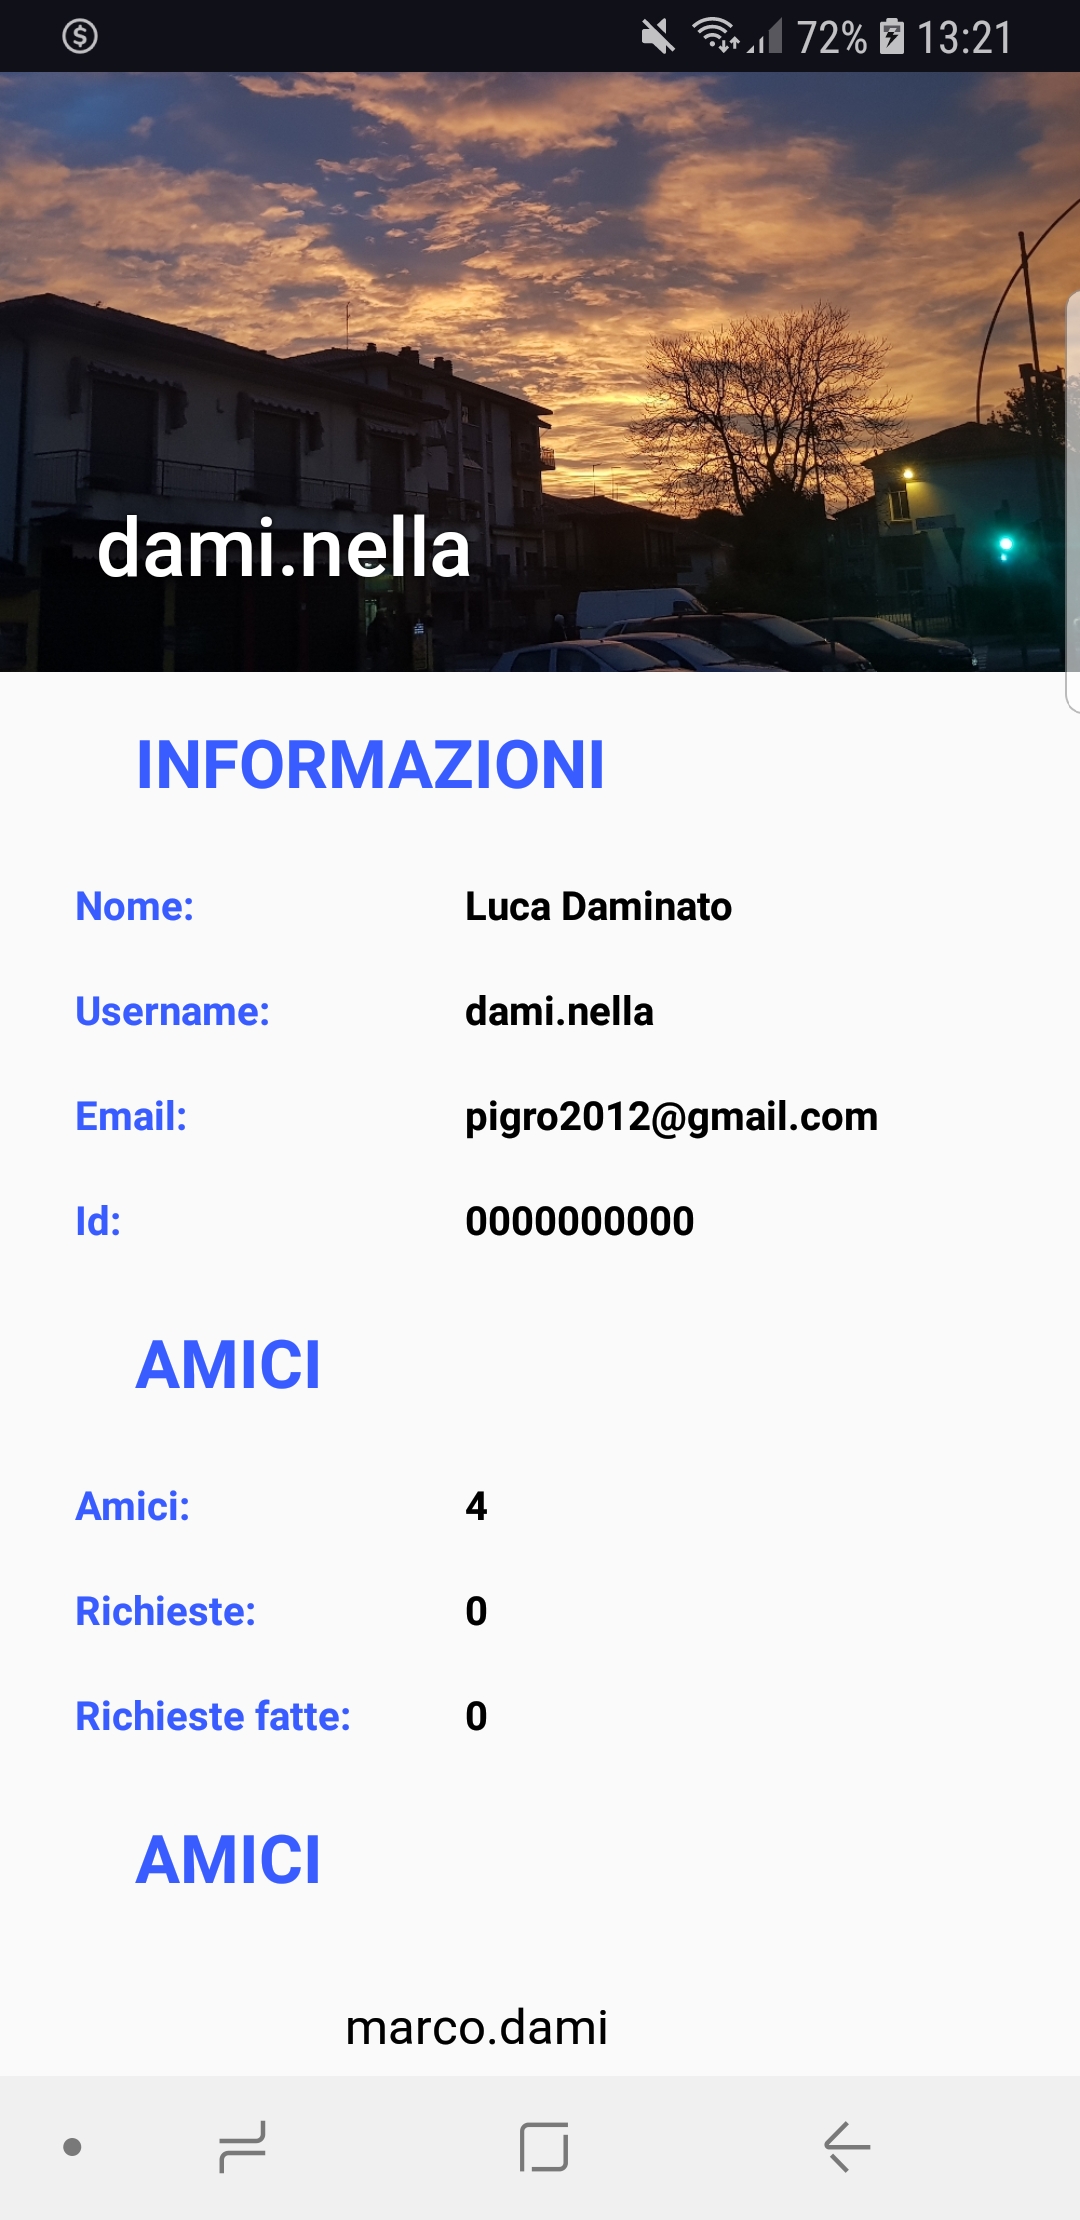 72% 13:21
dami.nella
INFORMAZIONI
Nome: Luca Daminato
Username: dami.nella
Email: pigro2012@gmail.com
Id: 0000000000
AMICI
Amici: 4
Richieste: 0
Richieste fatte: 0
AMICI
marco.dami